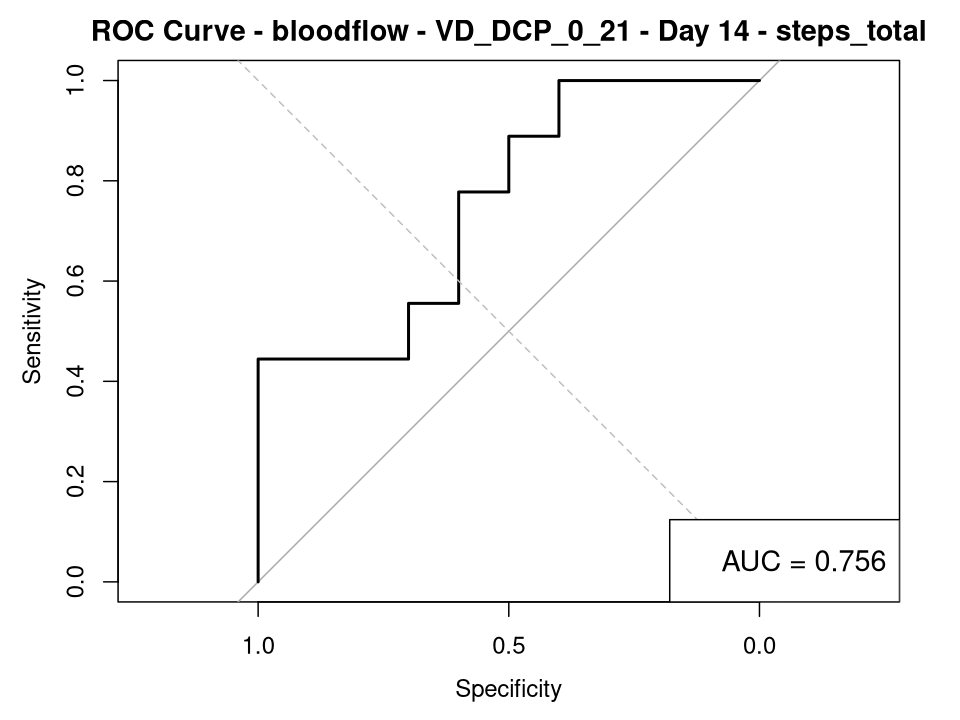 ROC Curve - bloodflow - VD_DCP_0_21 - Day 14 - steps_total
1.0
0.8
0.6
0.4
0.2
0.0
Sensitivity
AUC = 0.756
1.0 0.5 0.0
Specificity